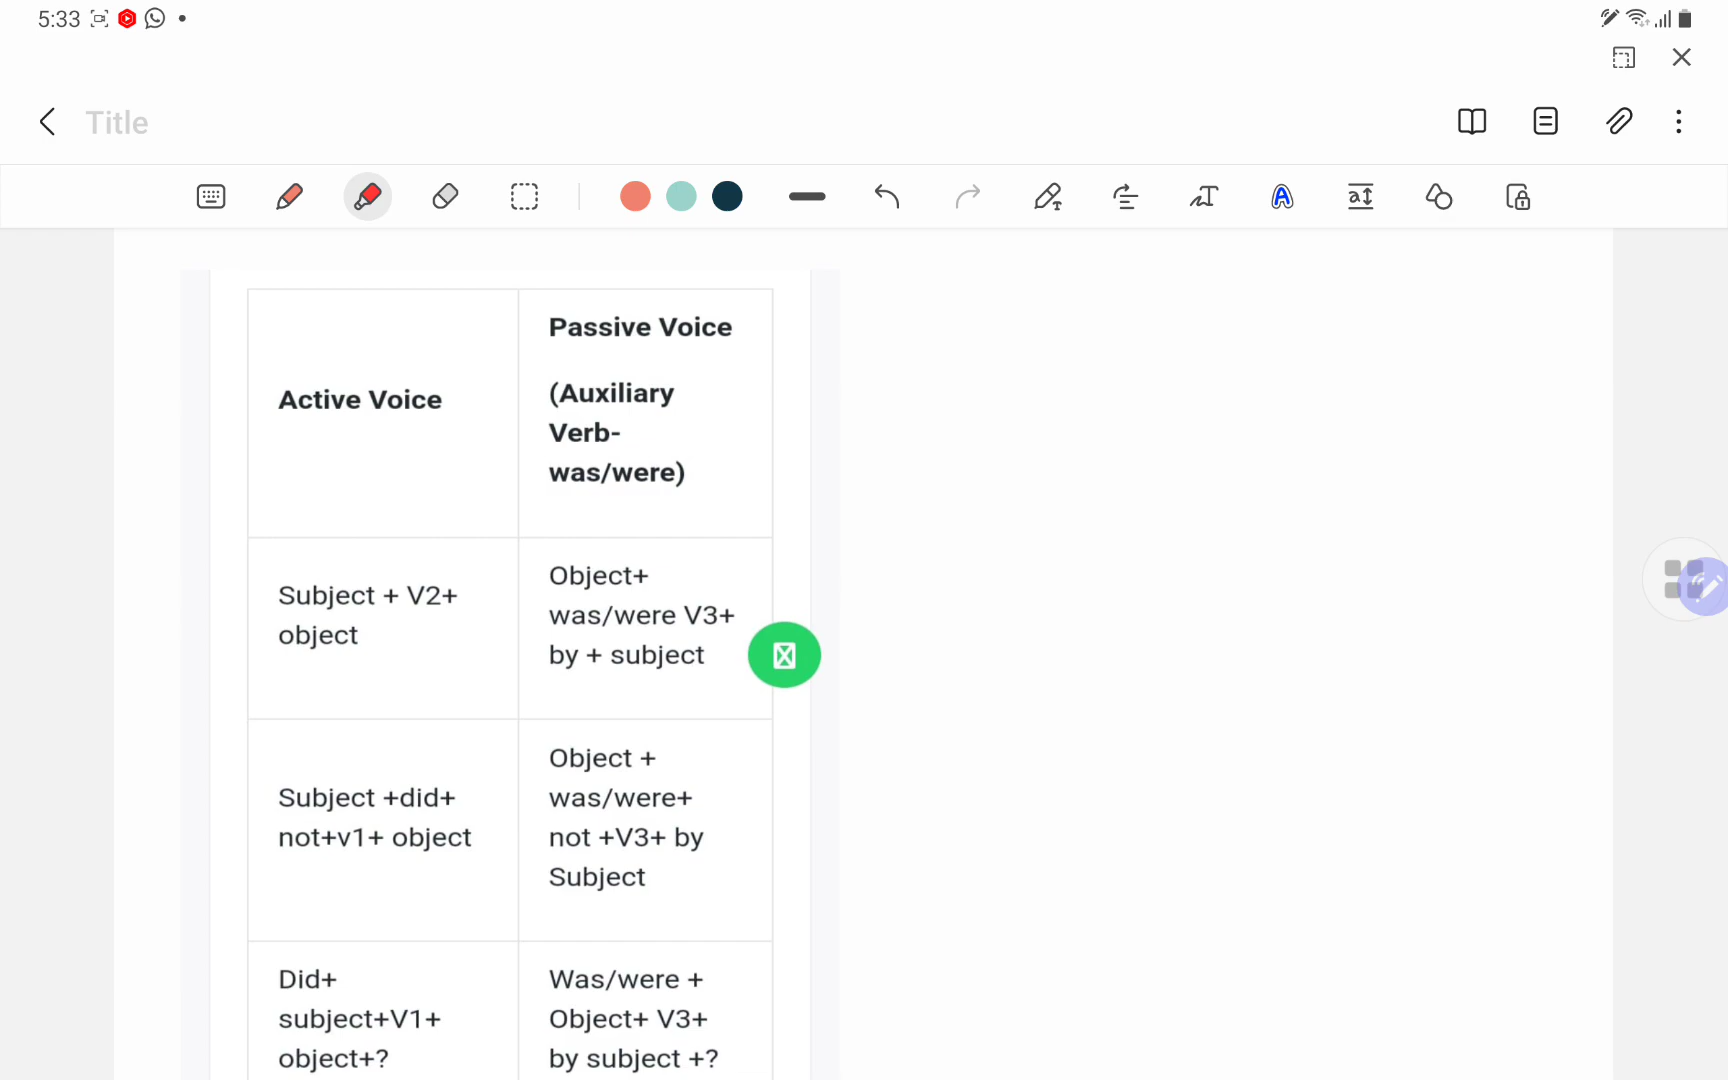 5:33
Title
A
a
Active Voice
Passive Voice
(Auxiliary
Verb-
was/were)
Subject + V2+
object
Object+
was/were V3+
by + subject
Subject +did+
not+v1+ object
Object +
was/were+
not +V3+ by
Subject
Did+
subject+V1+
object+?
Was/were +
Object+ V3+
by subject +?